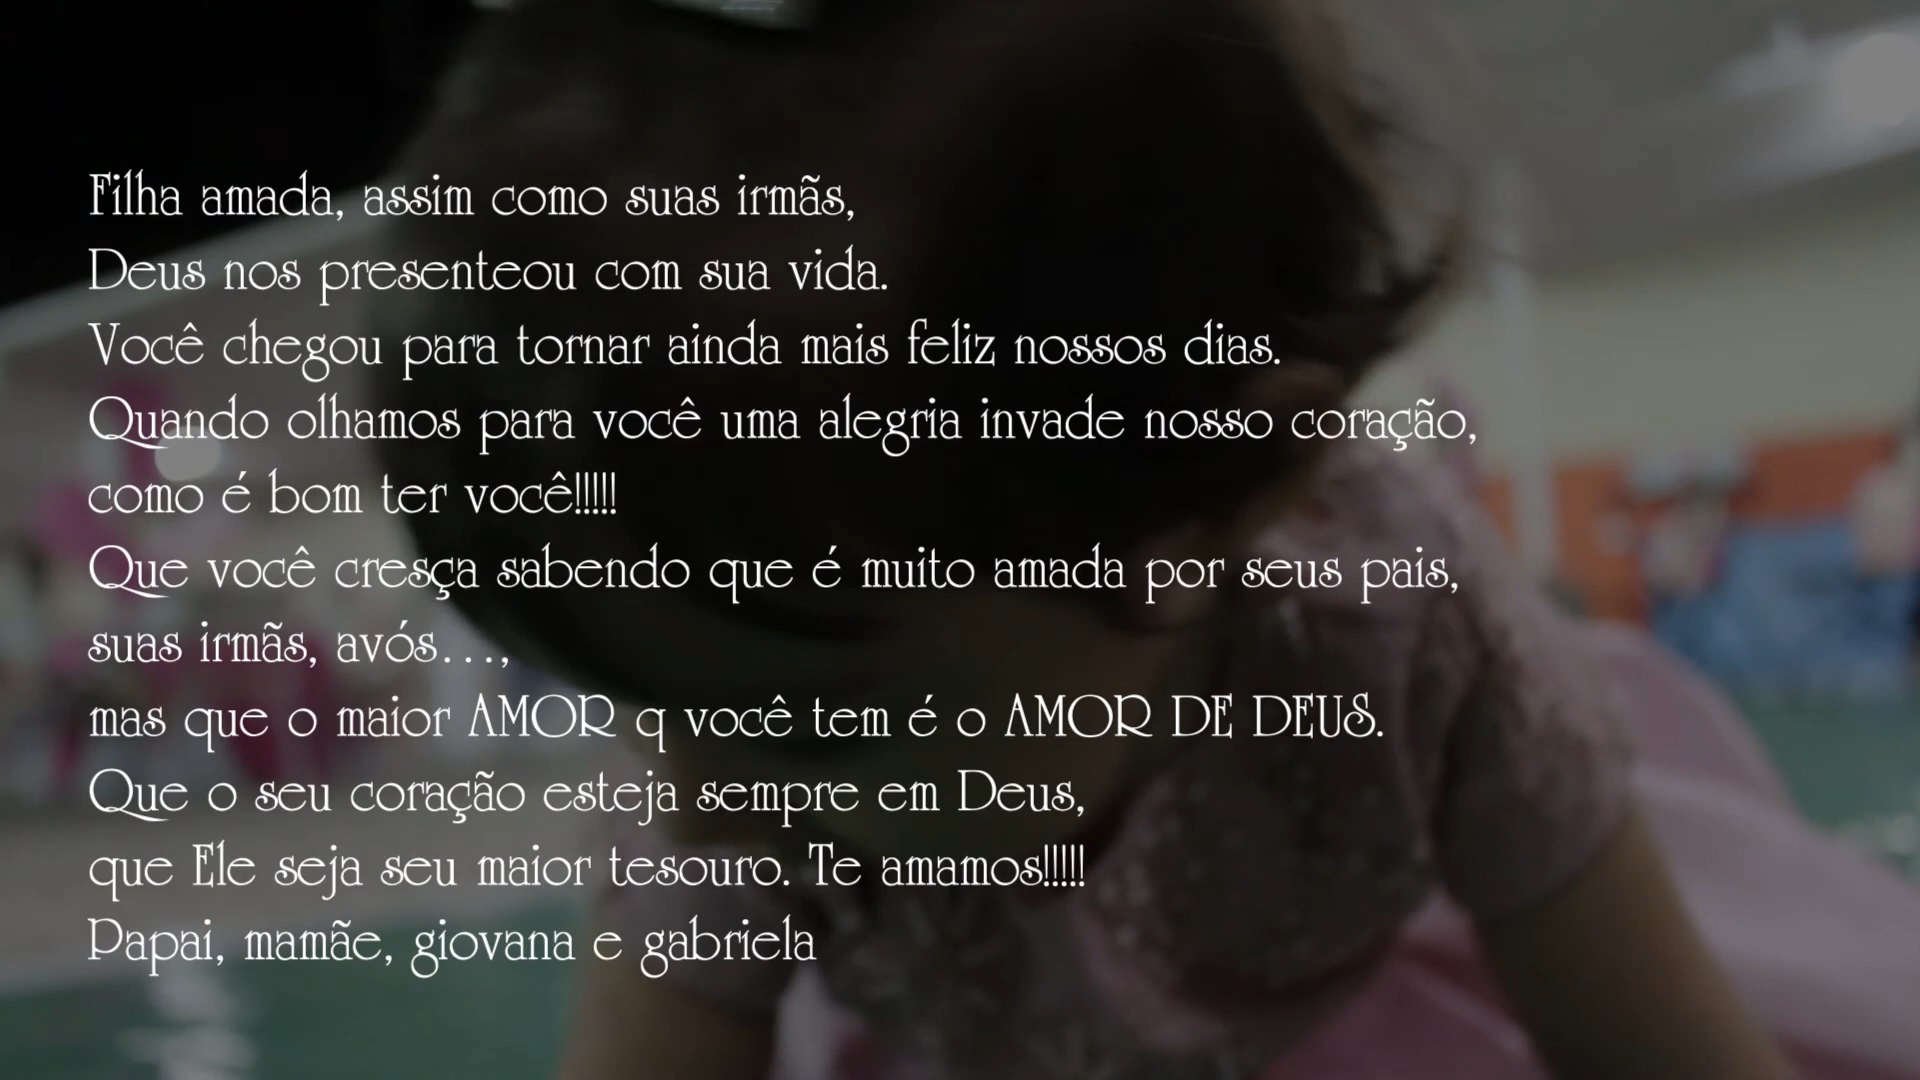 Filha amada, assim como suas irmãs,
Deus nos presenteou com sua vida.
Você chegou para tornar ainda mais feliz nossos dias.
Quando olhamos para você uma alegria invade nosso coração,
como é bom ter você!!!!!
Que você cresça sabendo que é muito amada por seus pais,
suas irmãs, avós...,
mas que o maior AMOR q você tem é o AMOR DE DEUS.
Que o seu coração esteja sempre em Deus,
que Ele seja seu maior tesouro. Te amamos!!!!!
Papai, mamãe, giovana e gabriela